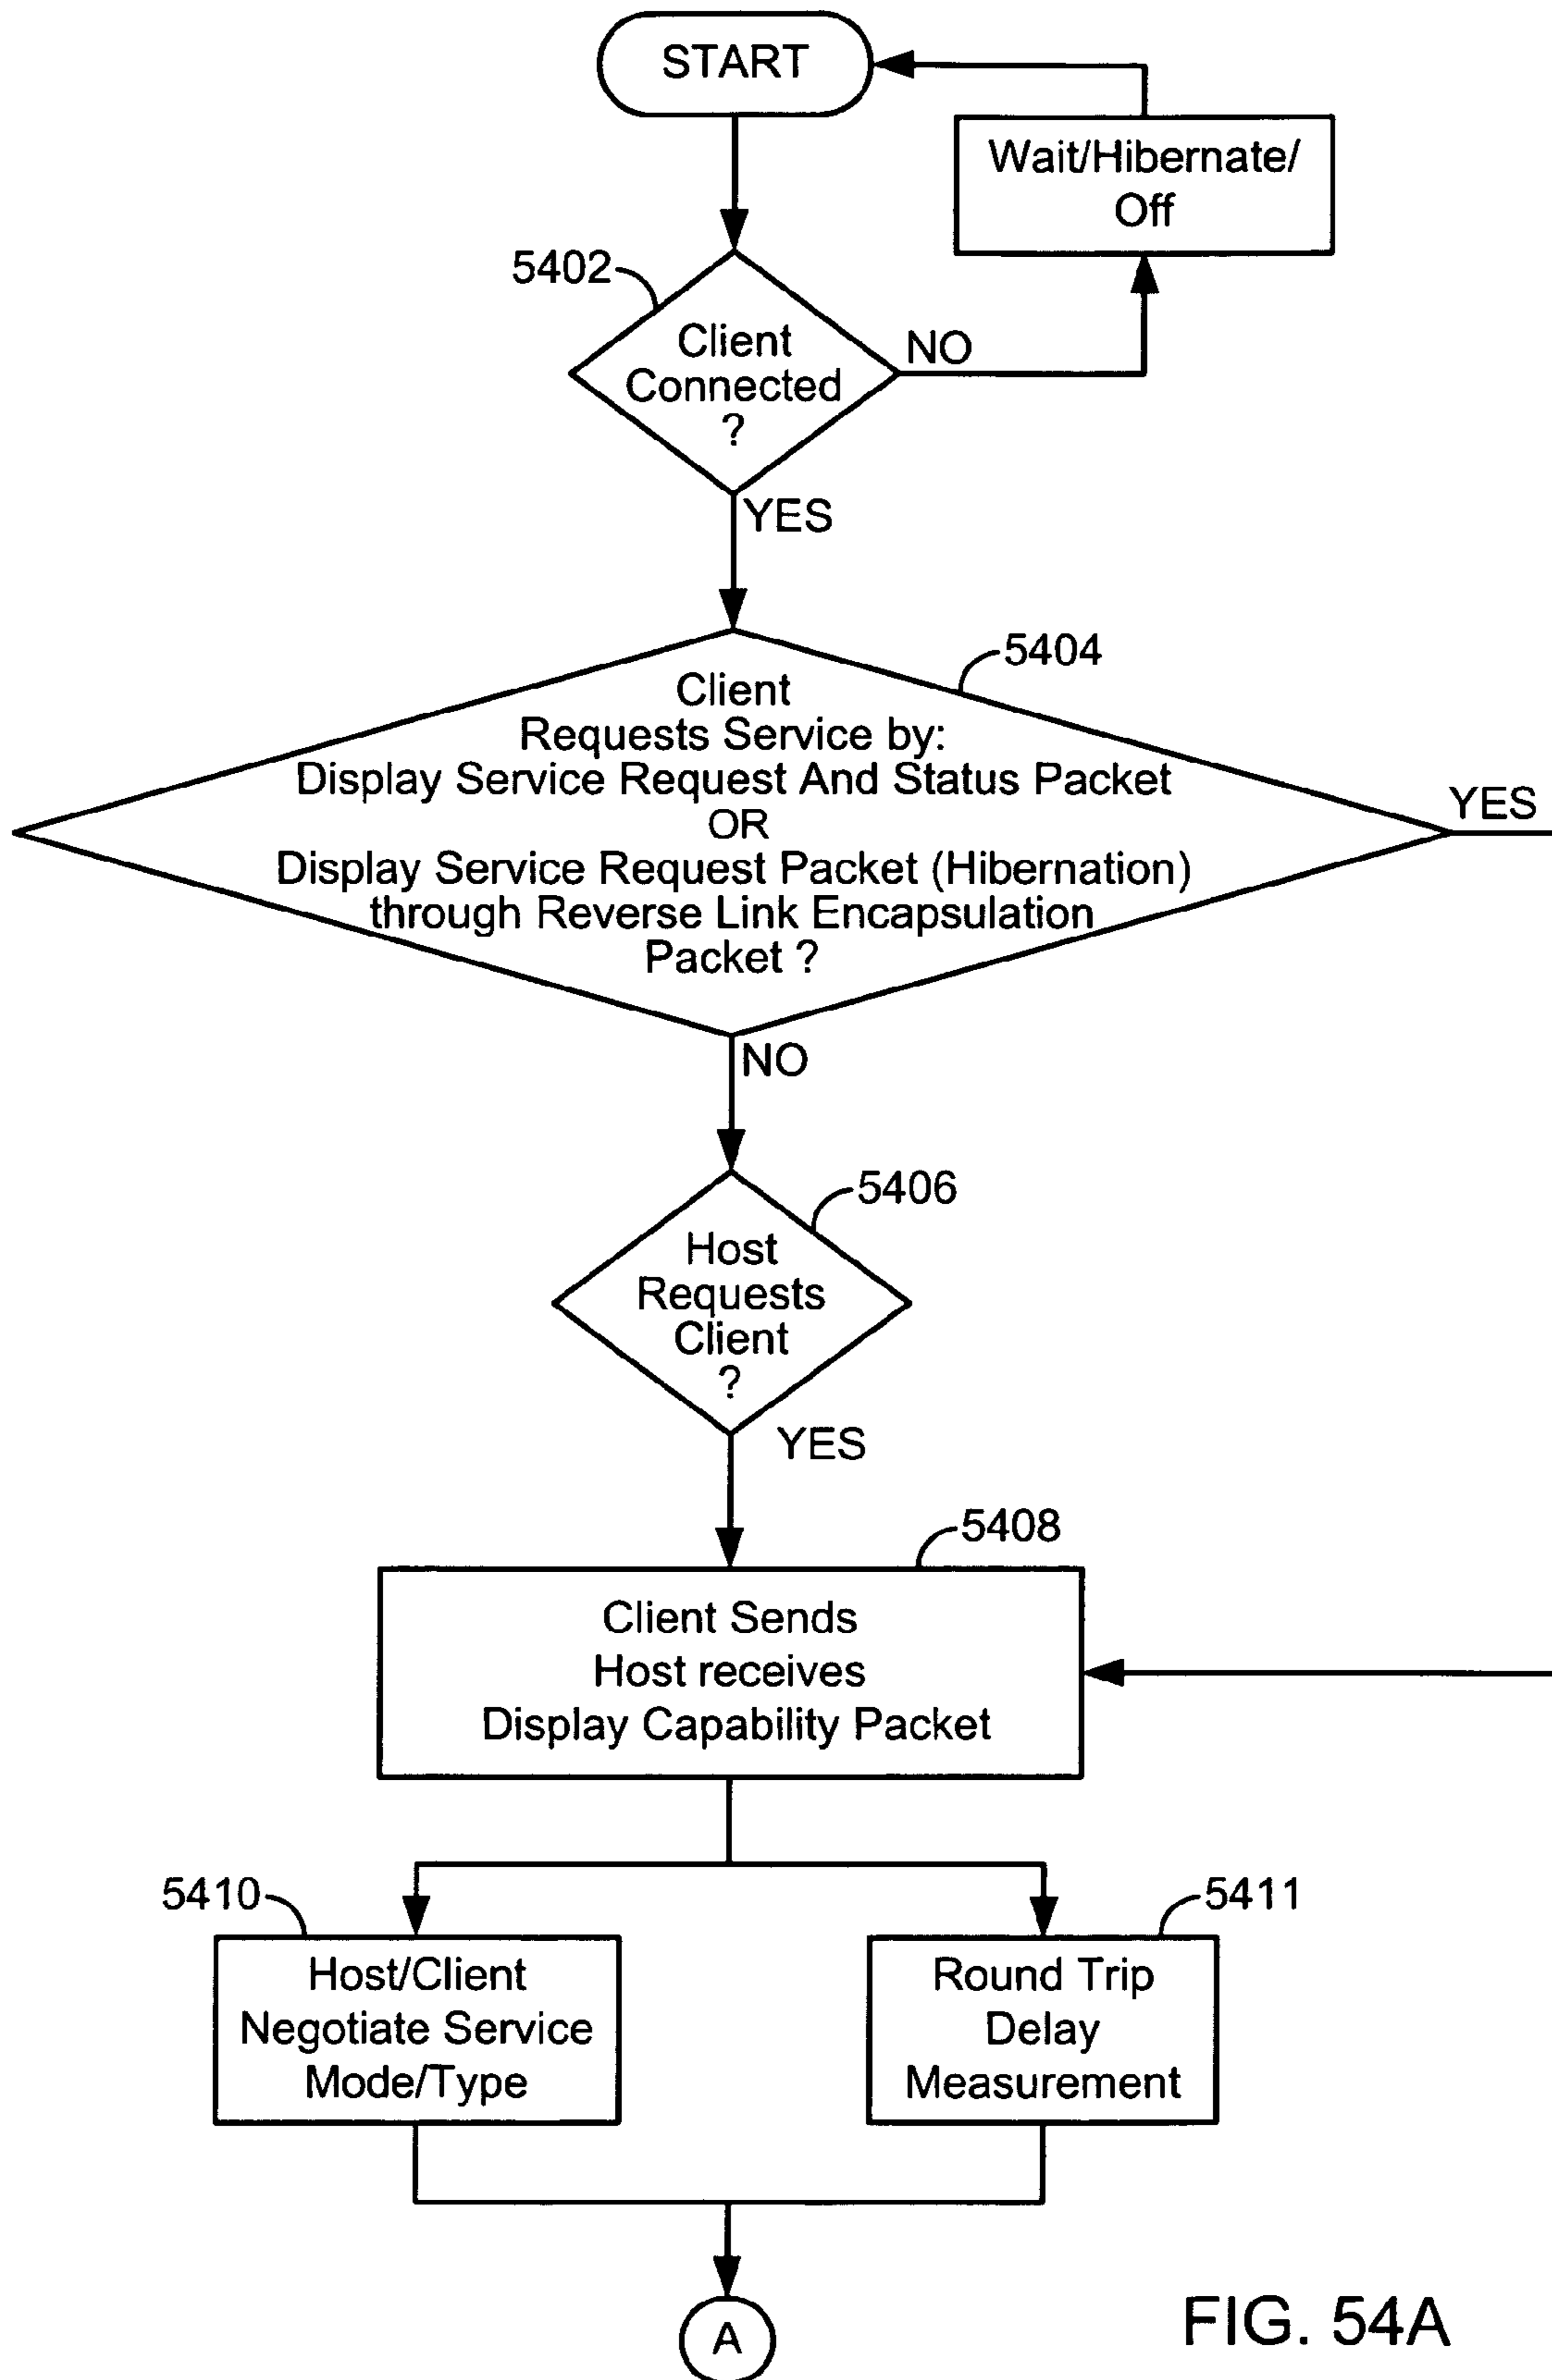 START
Wait/Hibernate/
Off
5402
Client
Connected
?
NO
YES
5404
Client
Requests Service by:
Display Service Request And Status Packet
OR
Display Service Request Packet (Hibernation)
through Reverse Link Encapsulation
Packet ?
YES
NO
5406
Host
Requests
Client
?
YES
5408
Client Sends
Host receives
Display Capability Packet
5410
Host/Client
Negotiate Service
Mode/Type
5411
Round Trip
Delay
Measurement
A
FIG. 54A